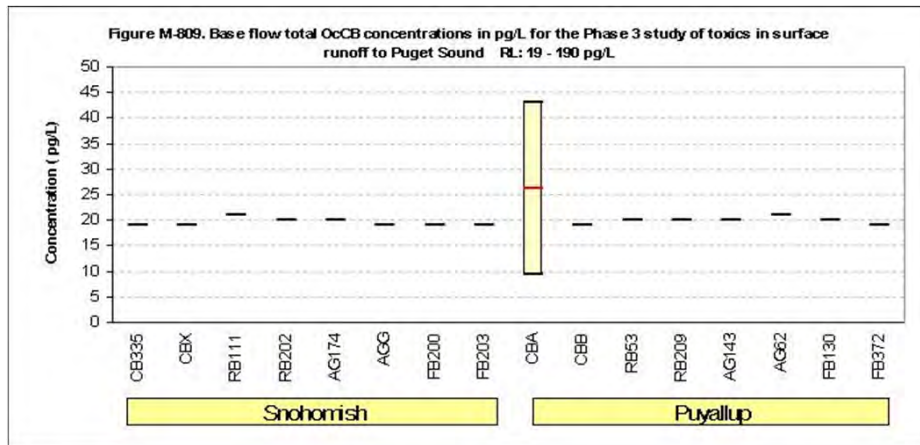 Figure M-809. Base flow total OcCB concentrations in pg/L for the Phase 3 study of toxics in surface
runoff to Puget Sound RL: 19 - 190 pg/L
Concentration ( pg/L)
50
45
40
35
30
25
20
15
10
5
0
CB335
CBX
RB111
RB202
AG174
AGG
FB200
FB203
CBA
CBB
RB53
RB209
AG143
AG62
FB130
FB372
Snohomish
Puyallup